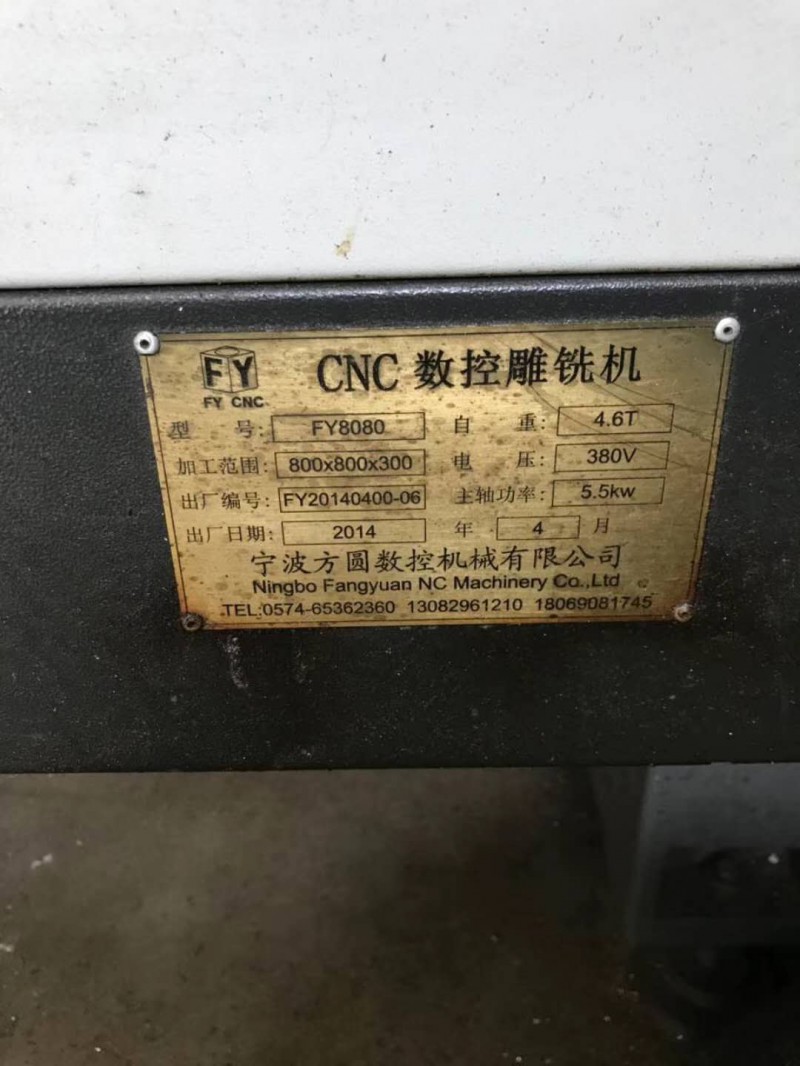 FY CNC 数控雕铣机
FY CNC
型 号: FY8080 自 重: 4.6T
加工范围: 800x800x300 电 压: 380V
出厂编号: FY20140400-06 主轴功率: 5.5kw
出厂日期: 2014 年 4 月
宁波方圆数控机械有限公司
Ningbo Fangyuan NC Machinery Co.,Ltd
TEL:0574-65362360 13082961210 18069081745